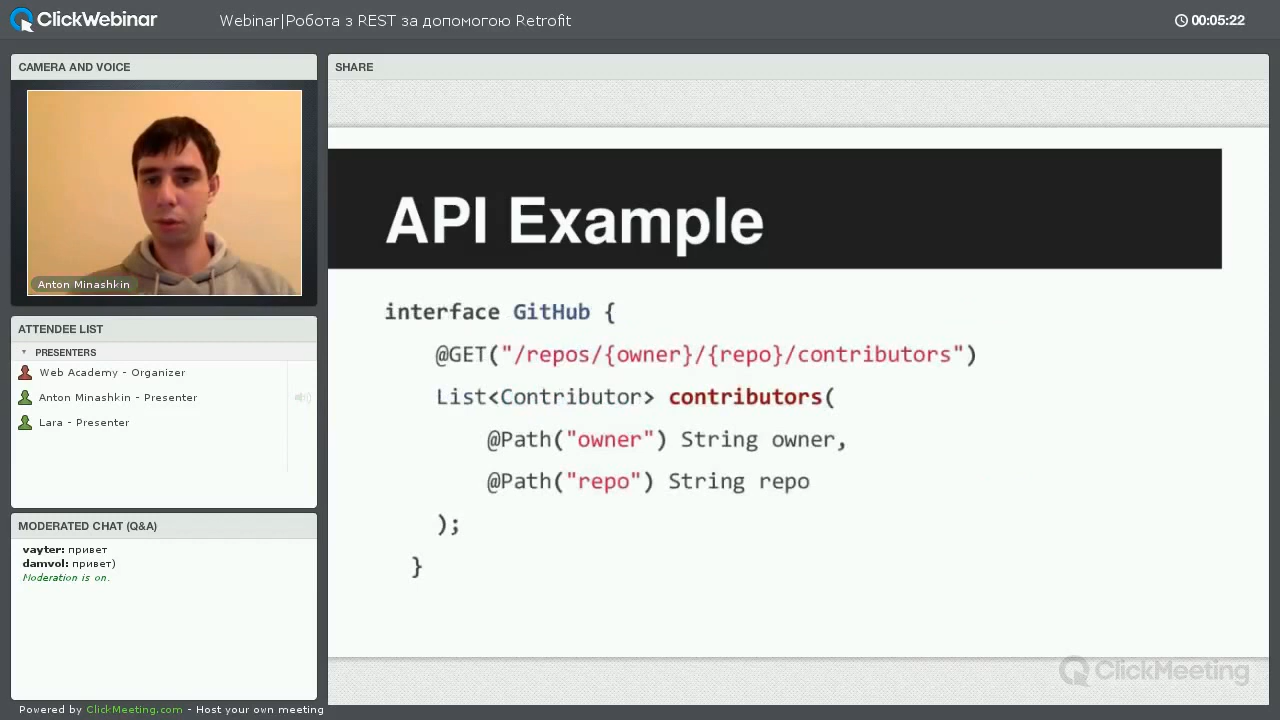 ClickWebinar
Webinar|Робота з REST за допомогою Retrofit
00:05:22
CAMERA AND VOICE
Anton Minashkin
ATTENDEE LIST
PRESENTERS
Web Academy - Organizer
Anton Minashkin - Presenter
Lara - Presenter
MODERATED CHAT (Q&A)
vayter: привет
damvol: привет)
Moderation is on.
SHARE
API Example
interface GitHub {
@GET("/repos/{owner}/{repo}/contributors")
List<Contributor> contributors(
@Path("owner") String owner,
@Path("repo") String repo
);
}
ClickMeeting
Powered by ClickMeeting.com - Host your own meeting